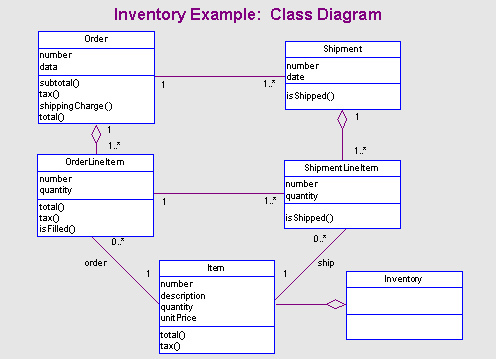 Inventory Example:  Class Diagram
Order
number
data
subtotal()
tax()
shippingCharge()
total()
Shipment
number
date
isShipped()
1
1..*
1
1..*
1
1..*
OrderLineItem
number
quantity
total()
tax()
isFilled()
ShipmentLineItem
number
quantity
isShipped()
1
1..*
0..*
order
1
0..*
ship
1
Item
number
description
quantity
unitPrice
total()
tax()
Inventory